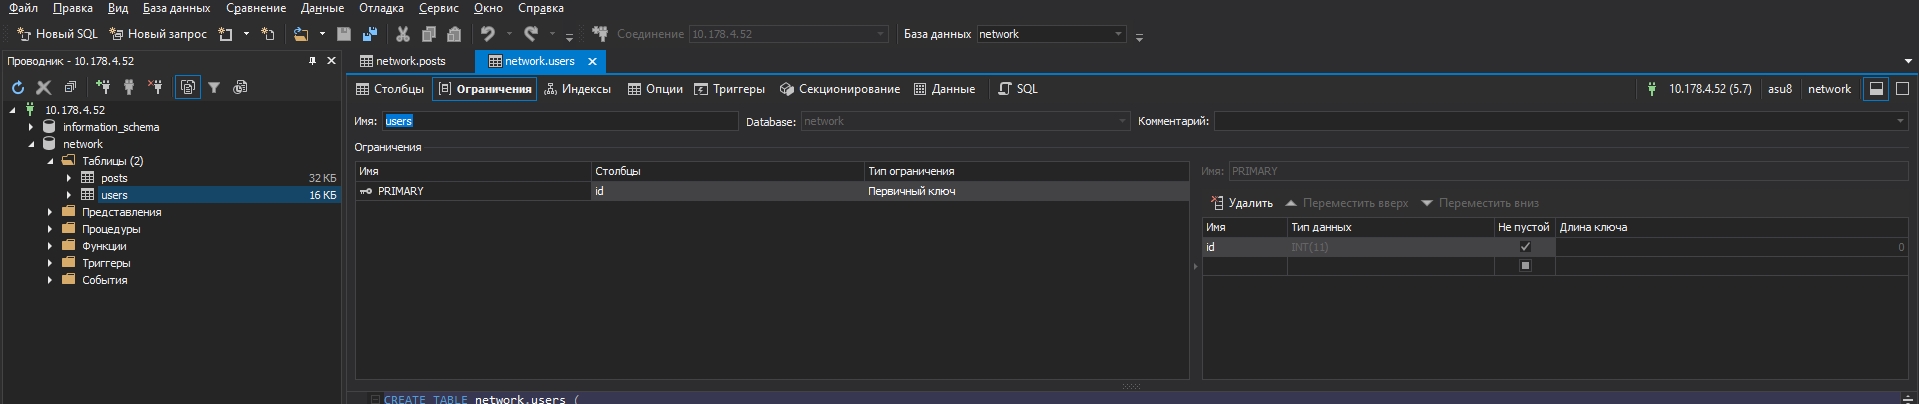 Файл Правка Вид База данных Сравнение Данные Отладка Сервис Окно Справка
Новый SQL Новый запрос Соединение 10.178.4.52 База данных network
Проводник - 10.178.4.52
network.posts network.users
Столбцы Ограничения Индексы Опции Триггеры Секционирование Данные SQL 10.178.4.52 (5.7) asu8 network
10.178.4.52
information_schema
network
Таблицы (2)
posts 32 КБ
users 16 КБ
Представления
Процедуры
Функции
Триггеры
События
Имя: users Database: network Комментарий:
Ограничения
Имя Столбцы Тип ограничения
PRIMARY id Первичный ключ
Имя: PRIMARY
Удалить Переместить вверх Переместить вниз
Имя Тип данных Не пустой Длина ключа
id INT(11) 0
CREATE TABLE network.users (